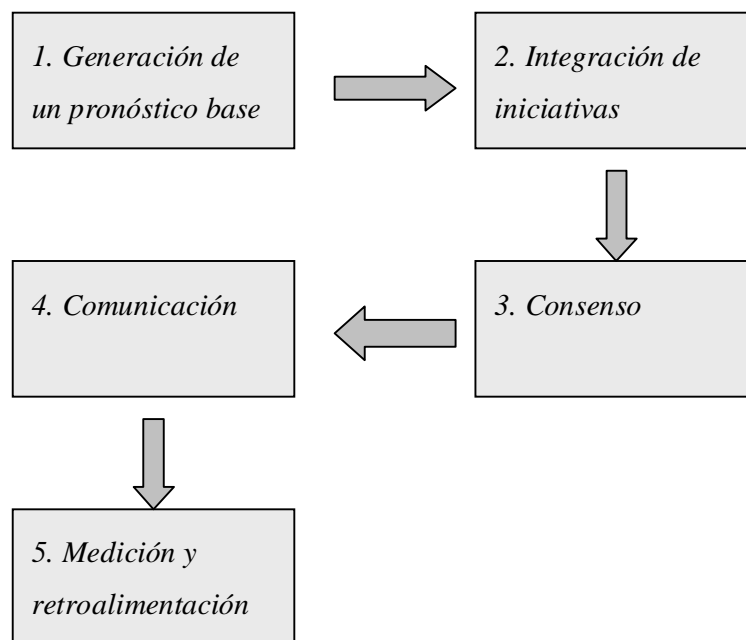 1. Generación de
un pronóstico base
2. Integración de
iniciativas
3. Consenso
4. Comunicación
5. Medición y
retroalimentación